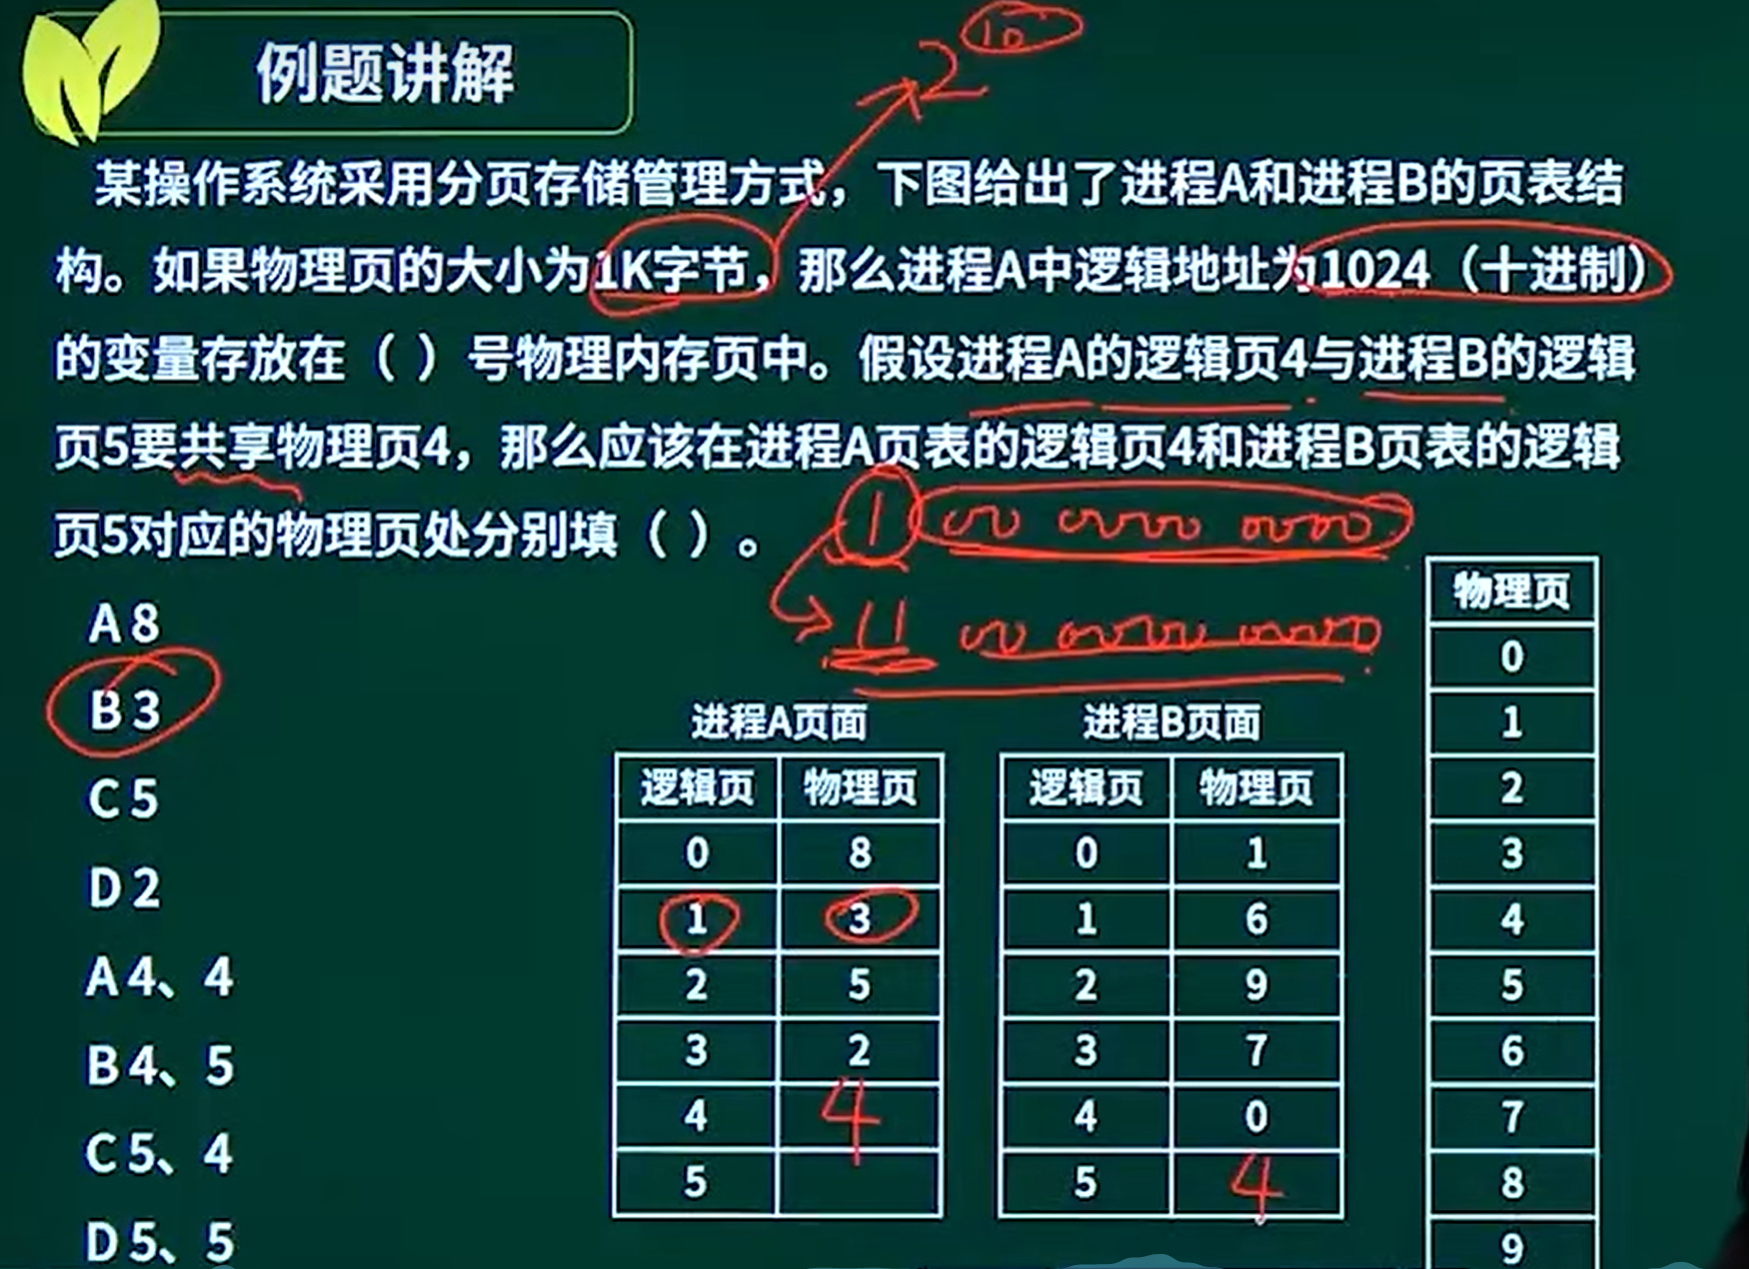 例题讲解
2 10
某操作系统采用分页存储管理方式，下图给出了进程A和进程B的页表结
构。如果物理页的大小为1K字节，那么进程A中逻辑地址为1024（十进制）
的变量存放在（ ）号物理内存页中。假设进程A的逻辑页4与进程B的逻辑
页5要共享物理页4，那么应该在进程A页表的逻辑页4和进程B页表的逻辑
页5对应的物理页处分别填（ ）。
1 00 0000 0000
11 00 0000 0000
A 8
B 3
C 5
D 2
A 4、4
B 4、5
C 5、4
D 5、5
进程A页面
逻辑页 物理页
0 8
1 3
2 5
3 2
4 4
5
进程B页面
逻辑页 物理页
0 1
1 6
2 9
3 7
4 0
5 4
物理页
0
1
2
3
4
5
6
7
8
9